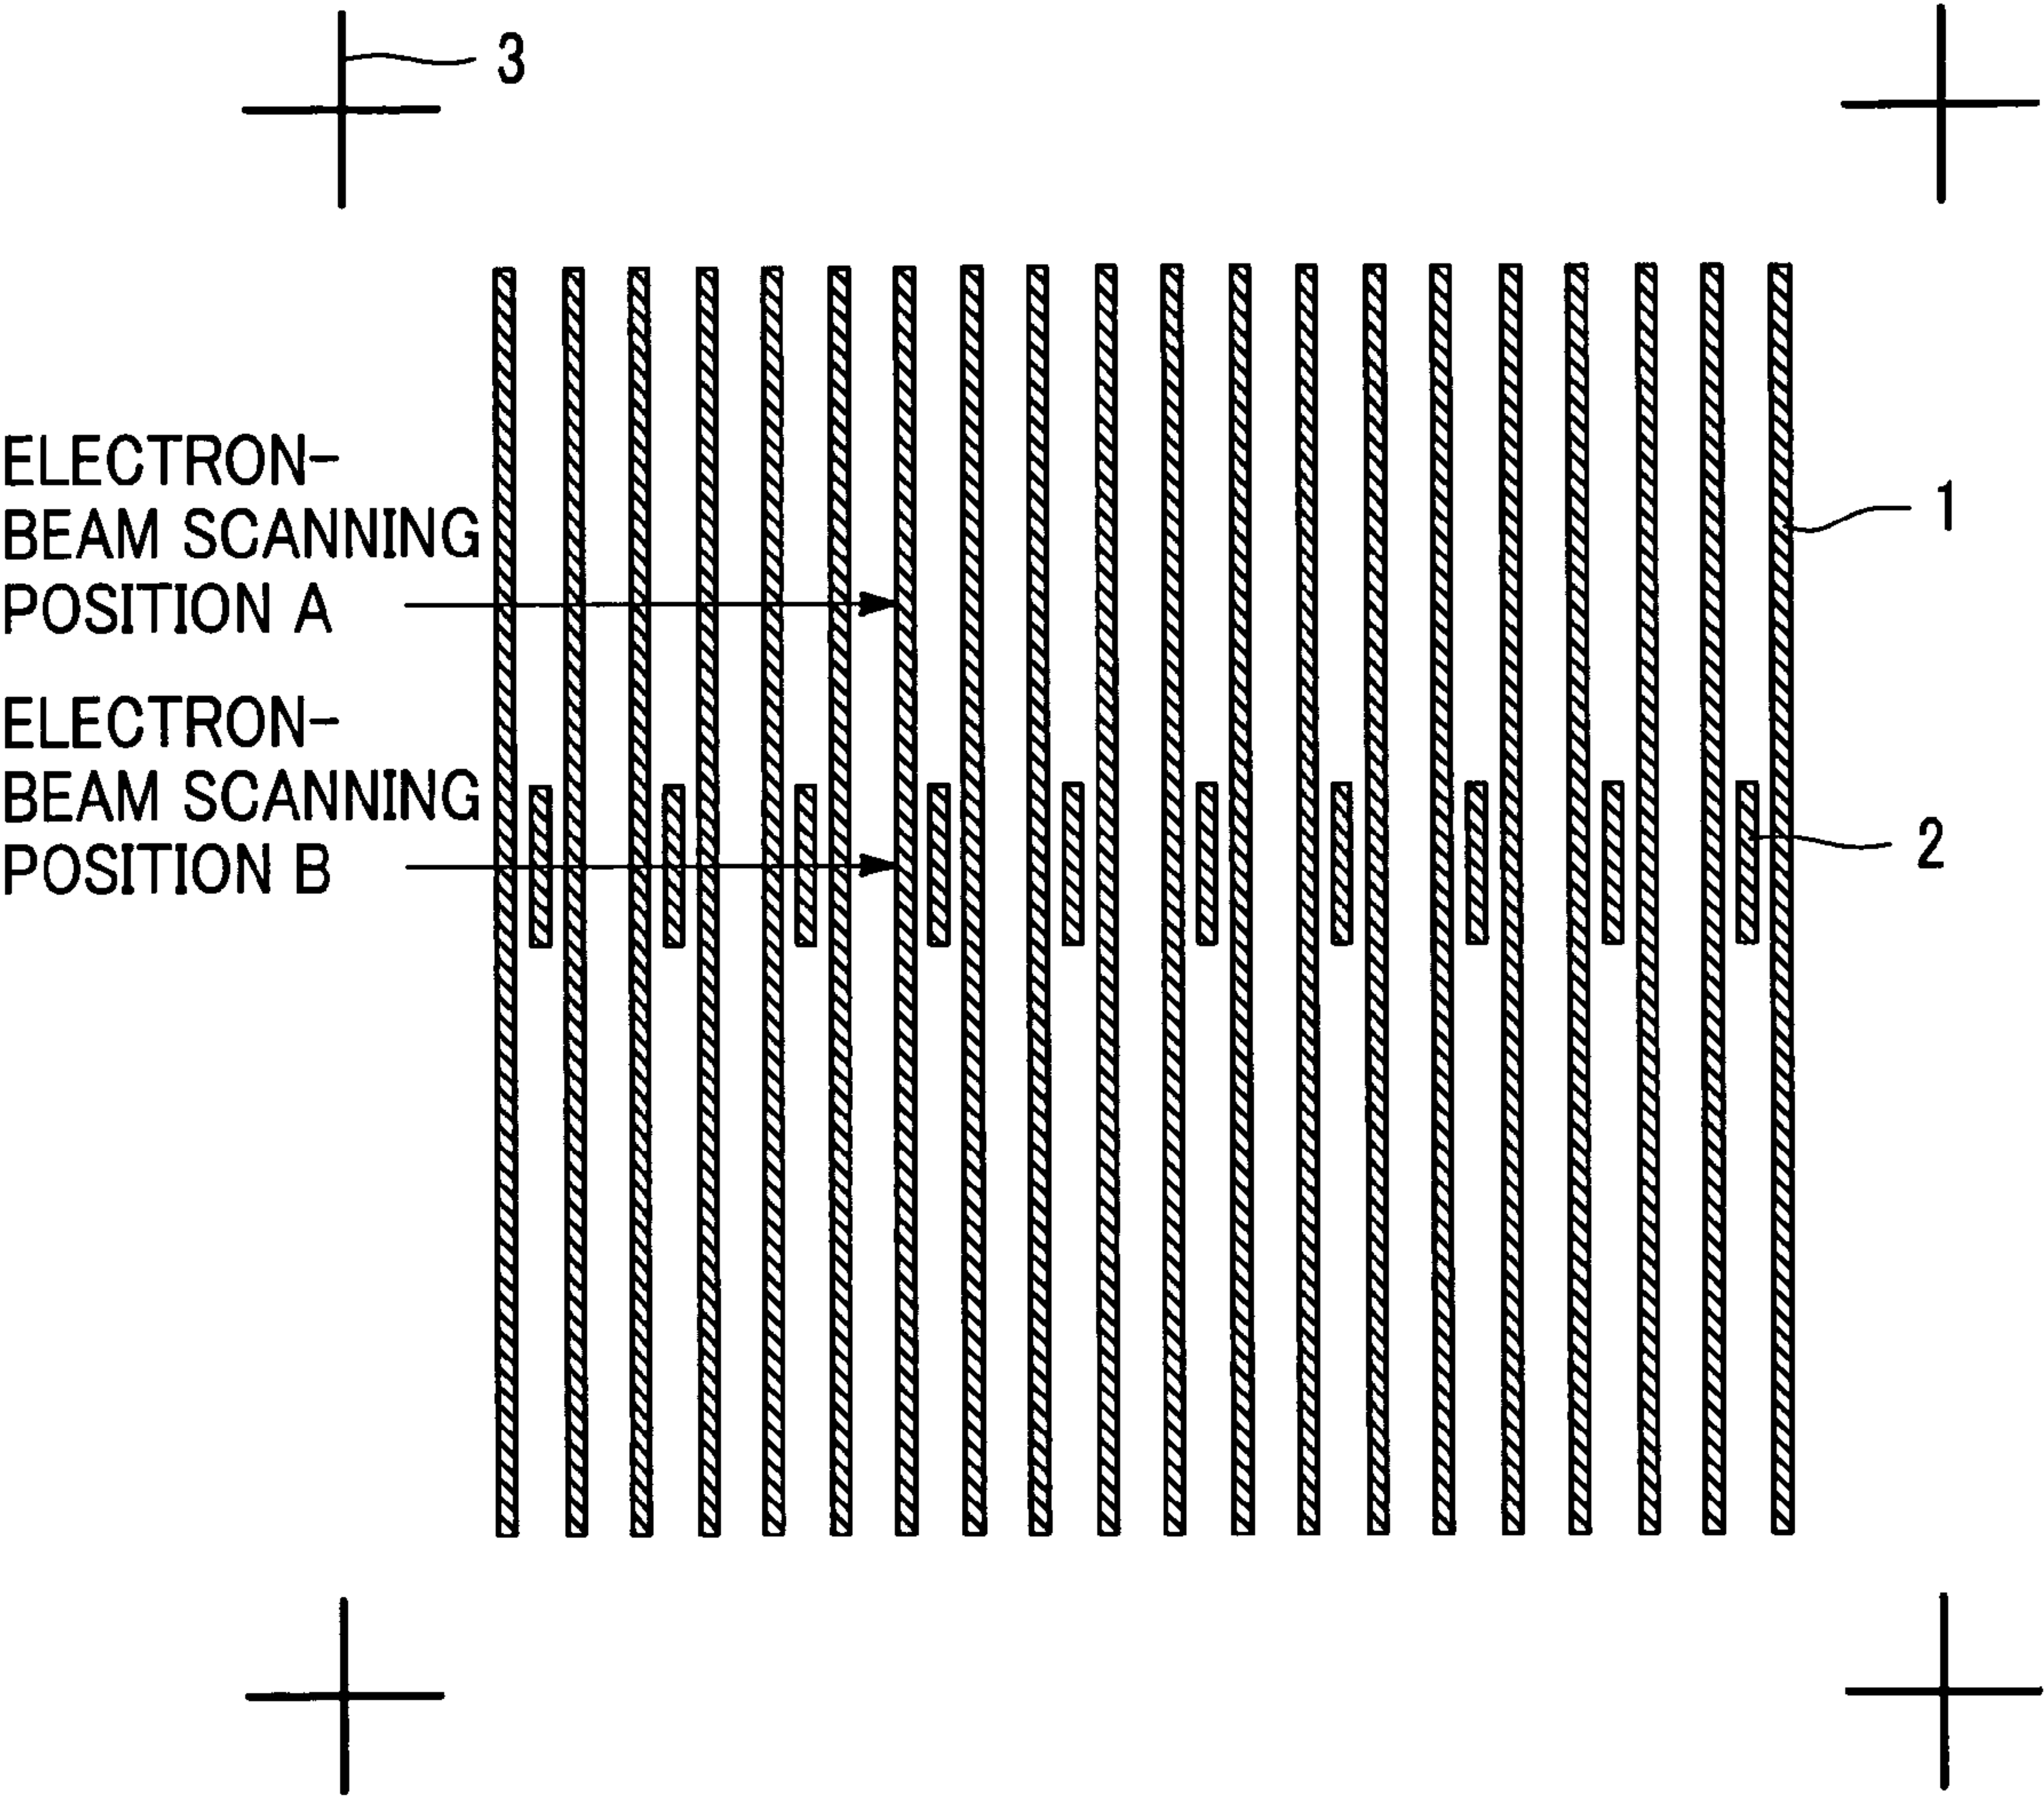 3
ELECTRON-
BEAM SCANNING
POSITION A
1
ELECTRON-
BEAM SCANNING
POSITION B
2